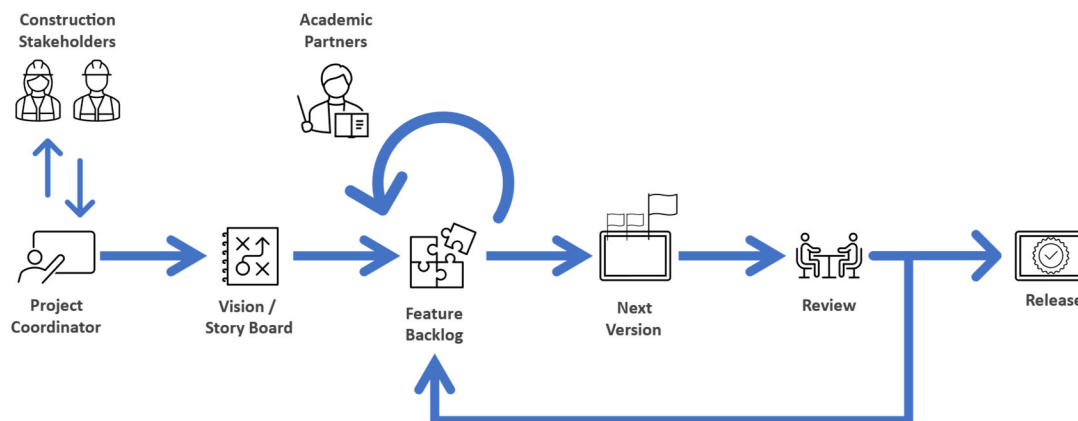 Construction
Stakeholders
Academic
Partners
Project
Coordinator
Vision /
Story Board
Feature
Backlog
Next
Version
Review
Release